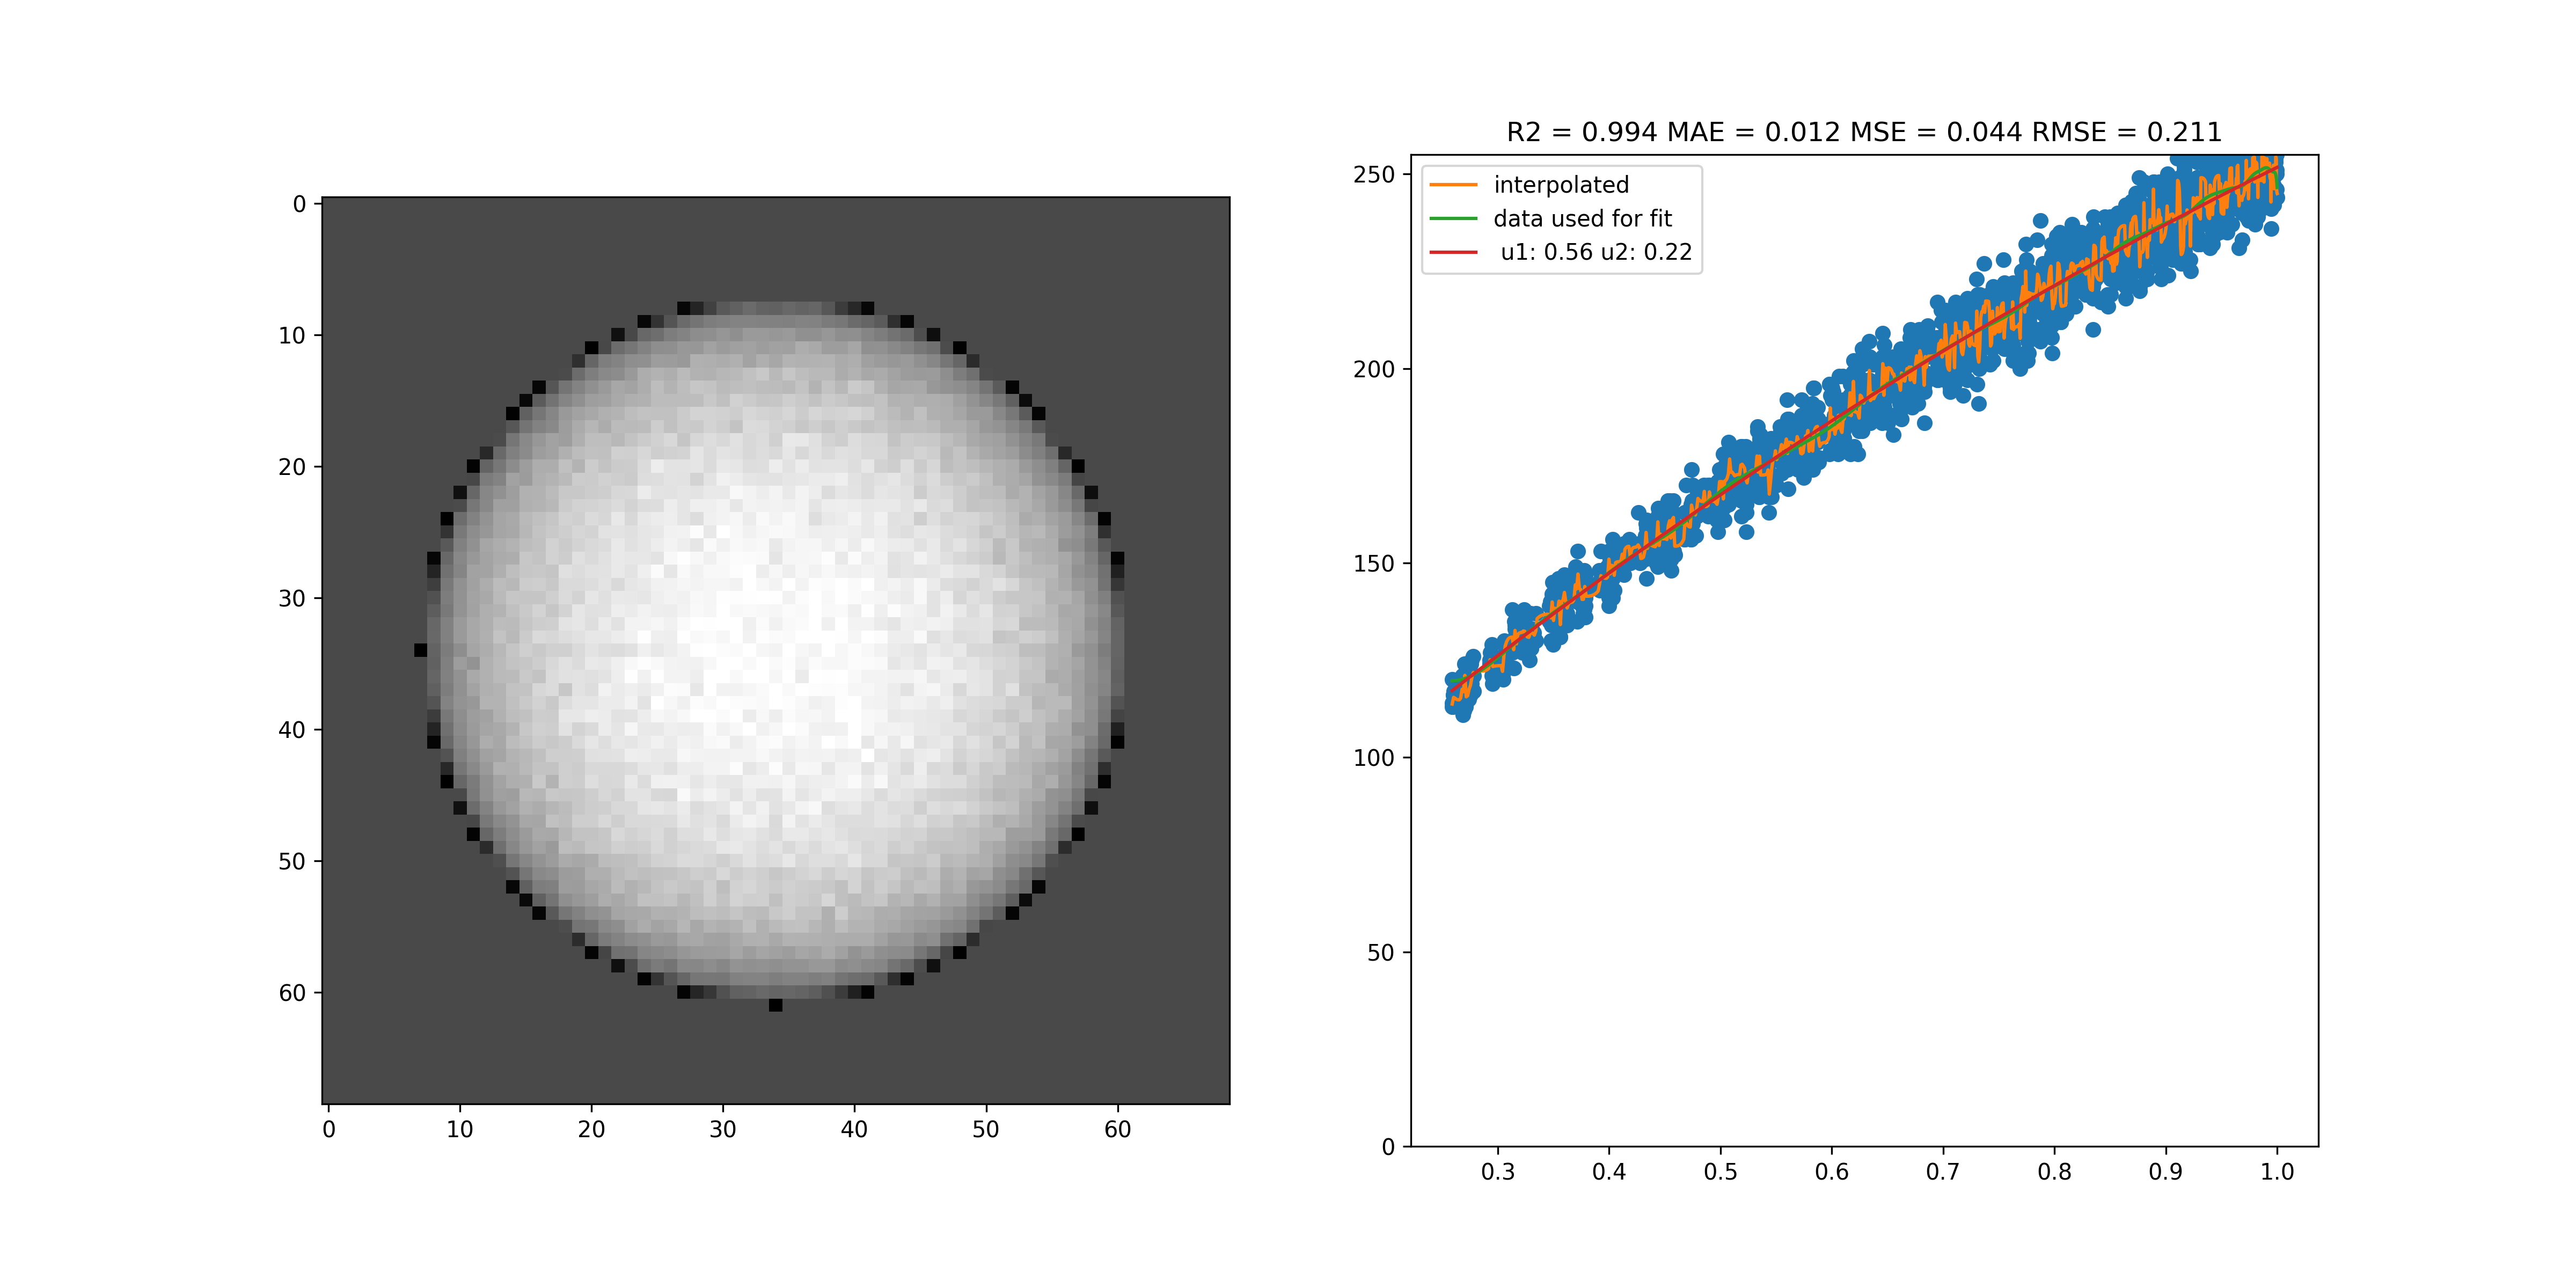 R2 = 0.994 MAE = 0.012 MSE = 0.044 RMSE = 0.211
interpolated
data used for fit
u1: 0.56 u2: 0.22
0
10
20
30
40
50
60
0 10 20 30 40 50 60
250
200
150
100
50
0
0.3 0.4 0.5 0.6 0.7 0.8 0.9 1.0